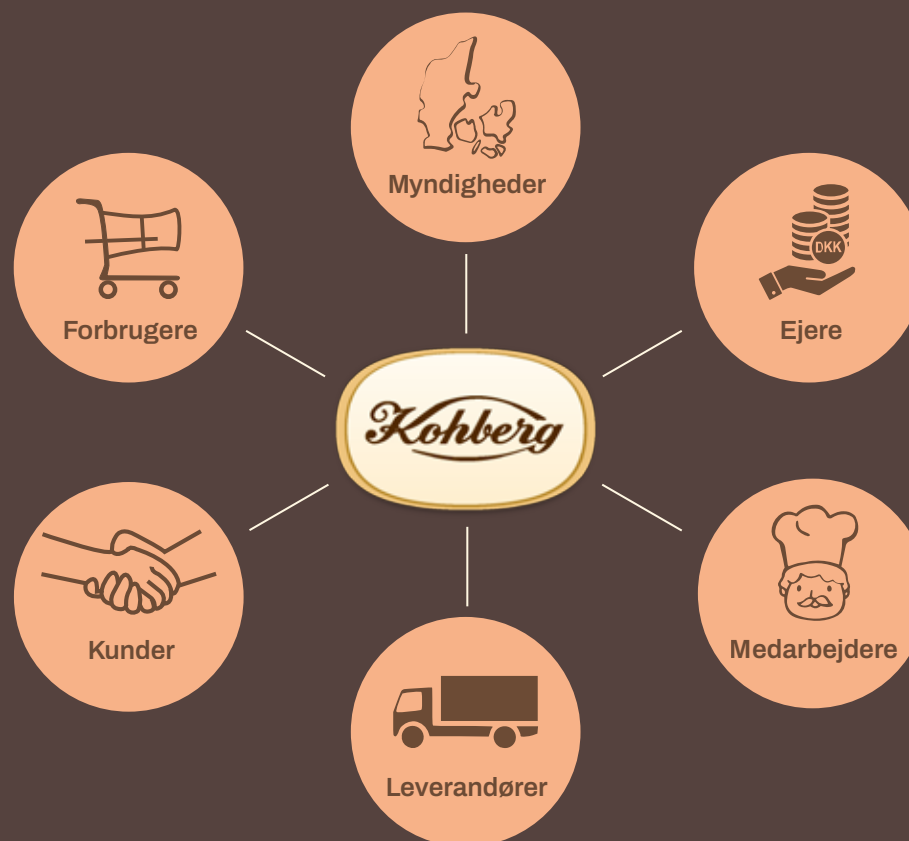 Myndigheder
Forbrugere
DKK
Ejere
Kohberg
Kunder
Medarbejdere
Leverandører